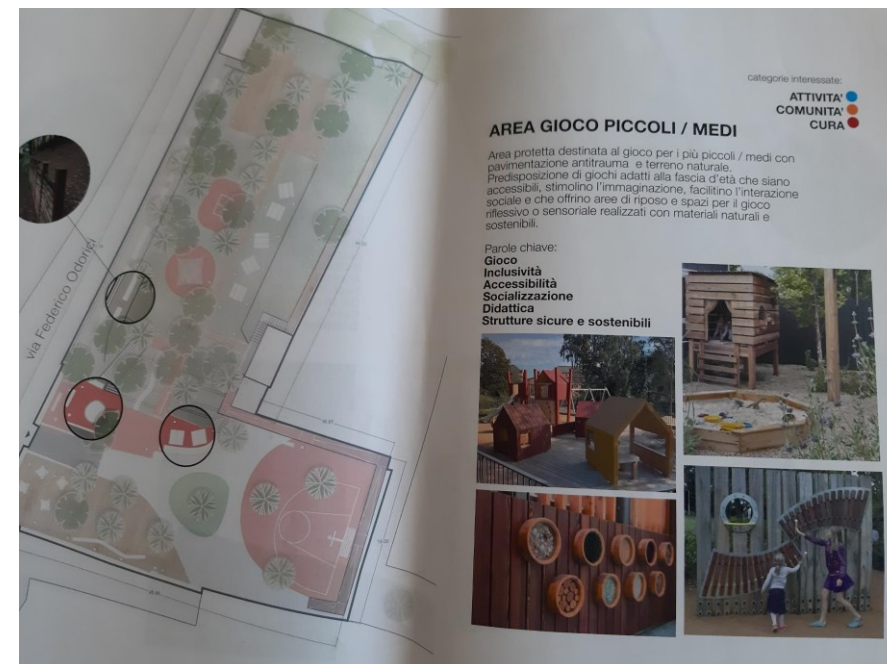 via Federico Odorici
categorie interessate:
ATTIVITA'
COMUNITA'
CURA
AREA GIOCO PICCOLI / MEDI
Area protetta destinata al gioco per i più piccoli / medi con
pavimentazione antitrauma e terreno naturale.
Predisposizione di giochi adatti alla fascia d'età che siano
accessibili, stimolino l'immaginazione, facilitino l'interazione
sociale e che offrino aree di riposo e spazi per il gioco
riflessivo o sensoriale realizzati con materiali naturali e
sostenibili.
Parole chiave:
Gioco
Inclusività
Accessibilità
Socializzazione
Didattica
Strutture sicure e sostenibili